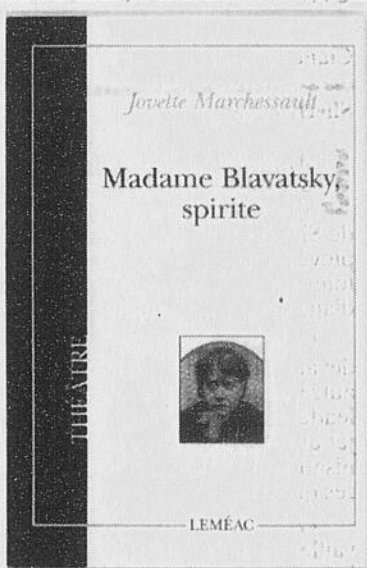 Jovette Marchessault
Madame Blavatsky,
spirite
THÉÂTRE
LEMÉAC